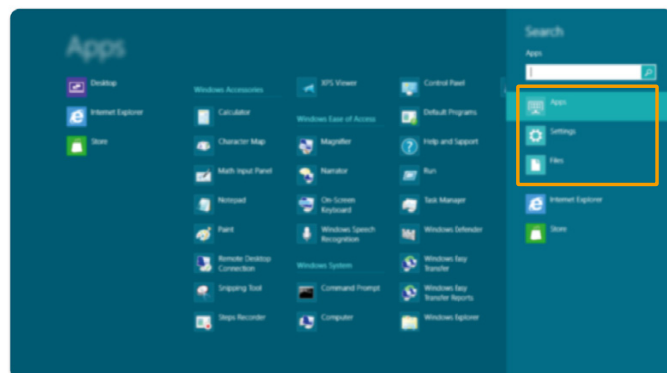 Apps
Desktop
Internet Explorer
Store
Windows Accessories
Calculator
Character Map
Math Input Panel
Notepad
Paint
Remote Desktop
Connection
Snipping Tool
Steps Recorder
XPS Viewer
Windows Ease of Access
Magnifier
Narrator
On-Screen
Keyboard
Windows Speech
Recognition
Windows System
Command Prompt
Computer
Control Panel
Default Programs
Help and Support
Run
Task Manager
Windows Defender
Windows Easy
Transfer
Windows Easy
Transfer Reports
Windows Explorer
Search
Apps
Apps
Settings
Files
Internet Explorer
Store